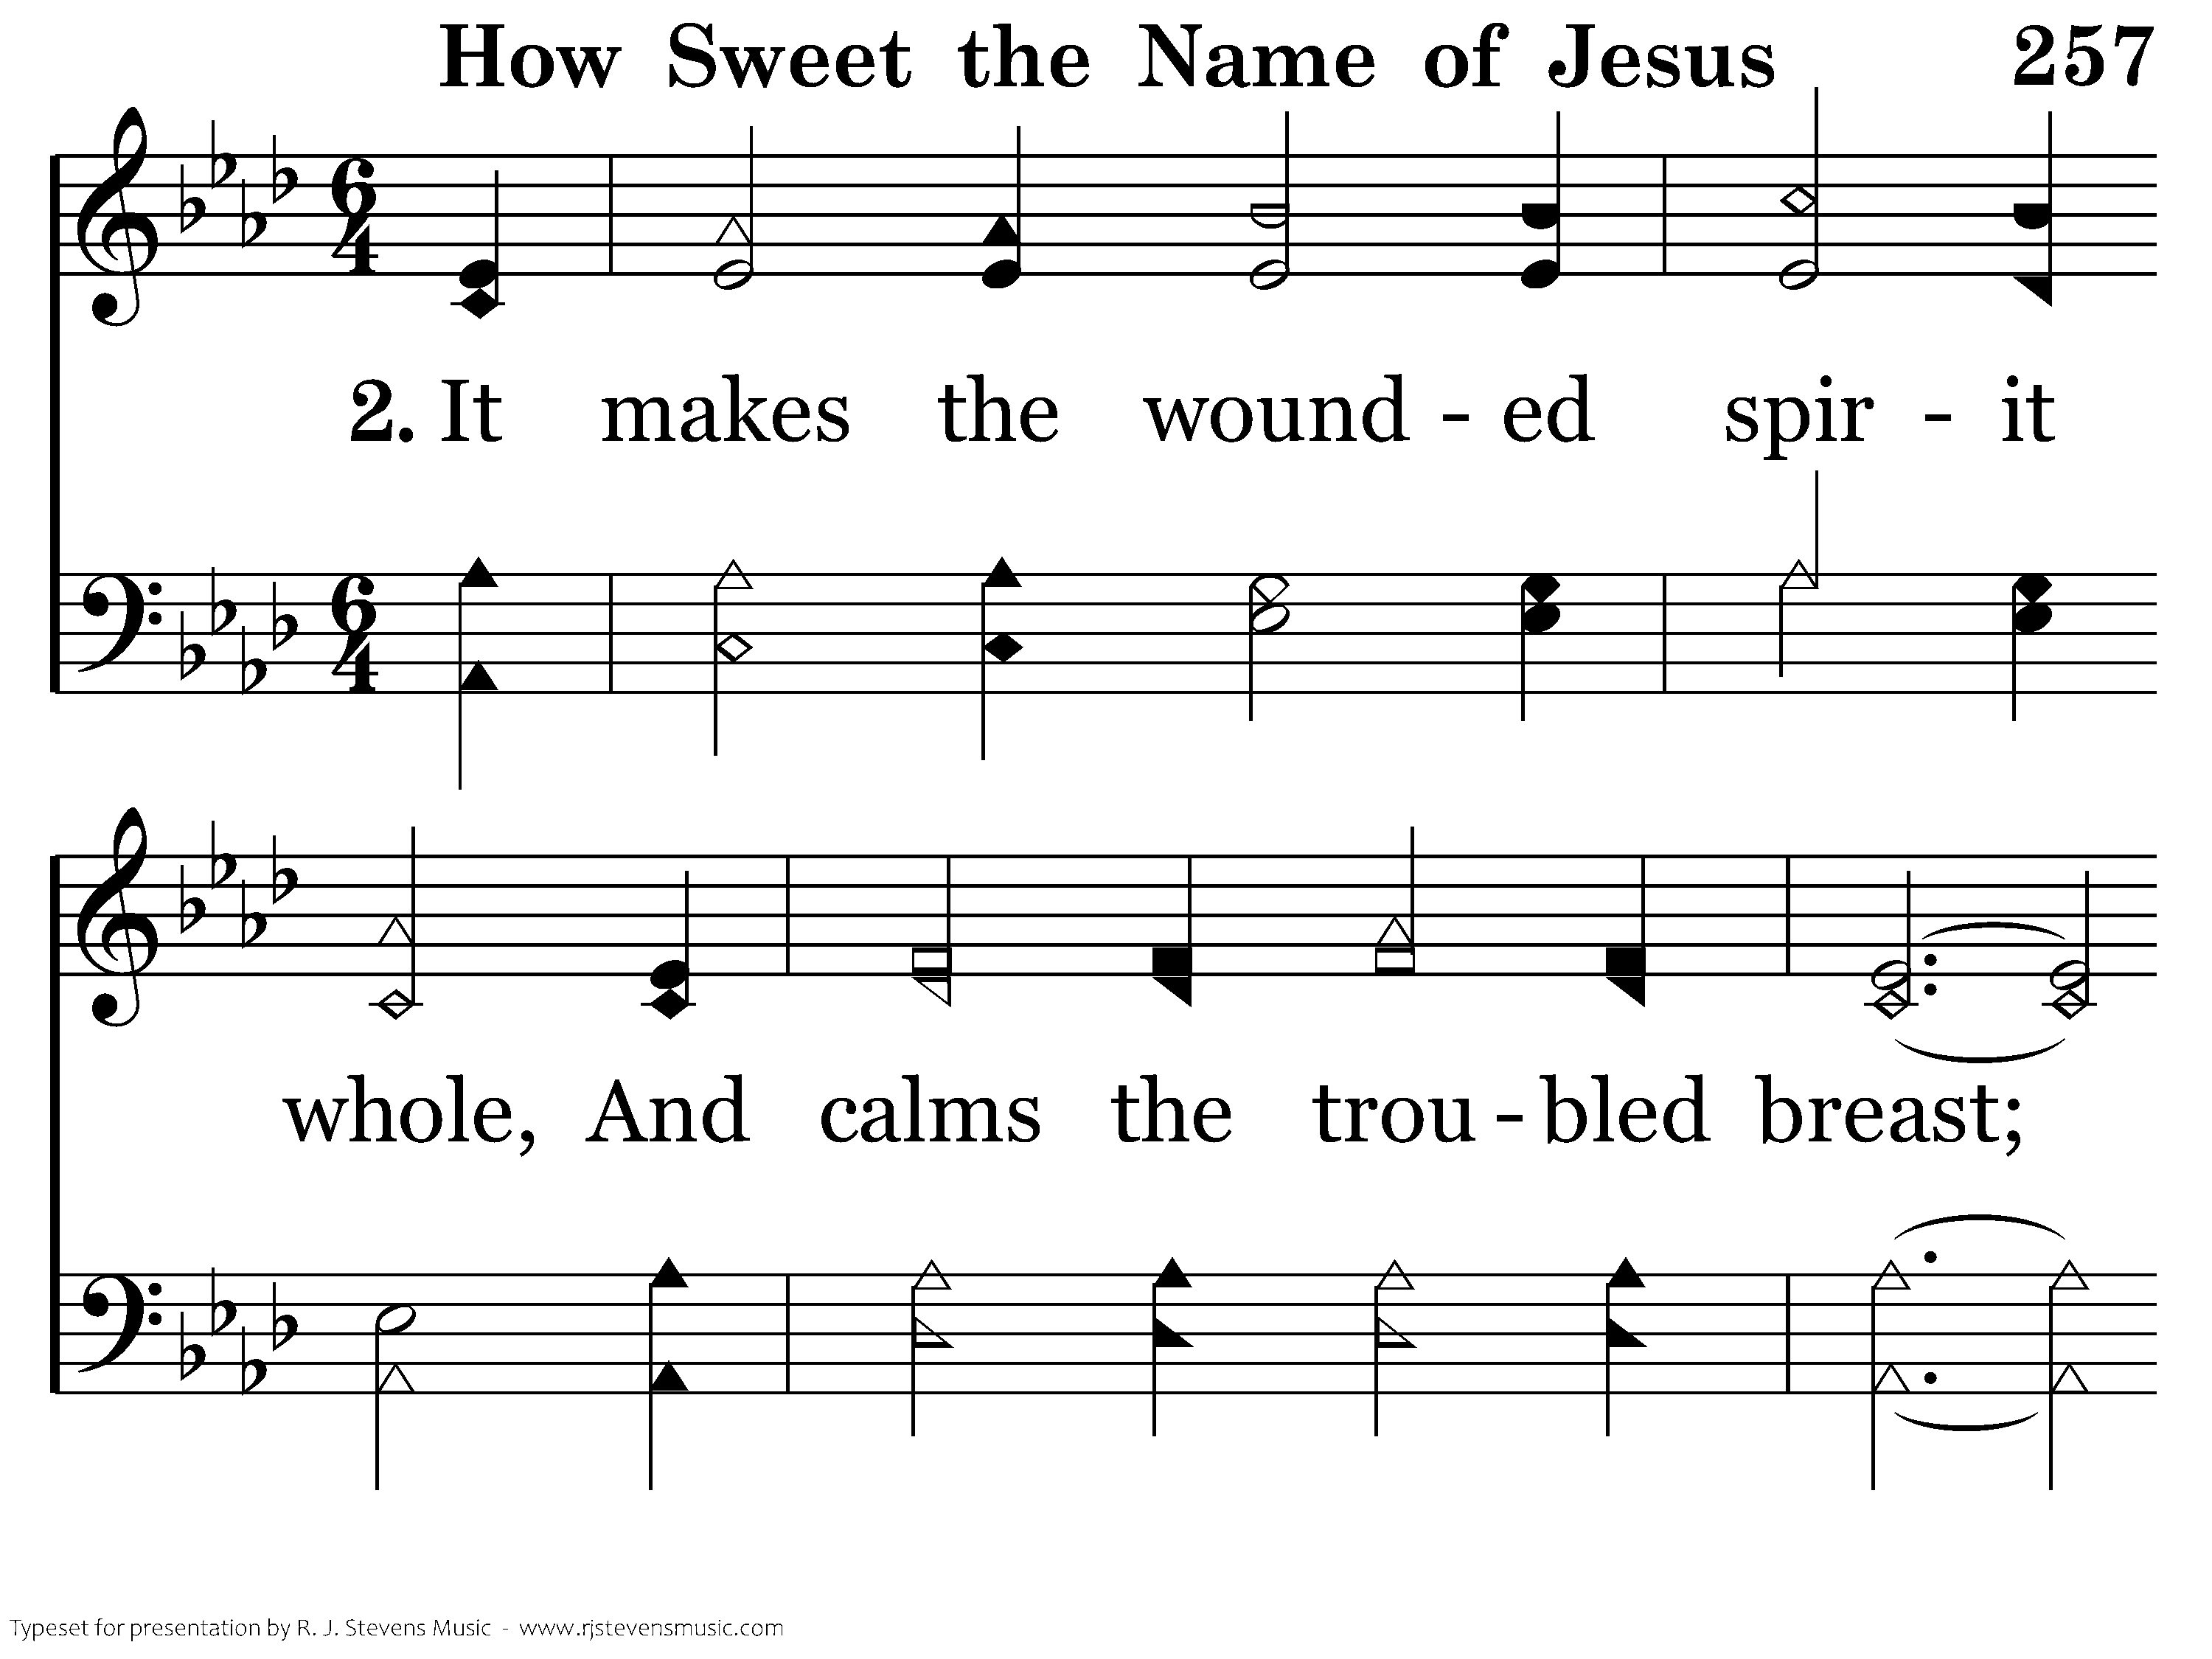 How Sweet the Name of Jesus 257
6 4
2. It makes the wound - ed spir - it
6 4
whole, And calms the trou - bled breast;
Typeset for presentation by R. J. Stevens Music - www.rjstevensmusic.com